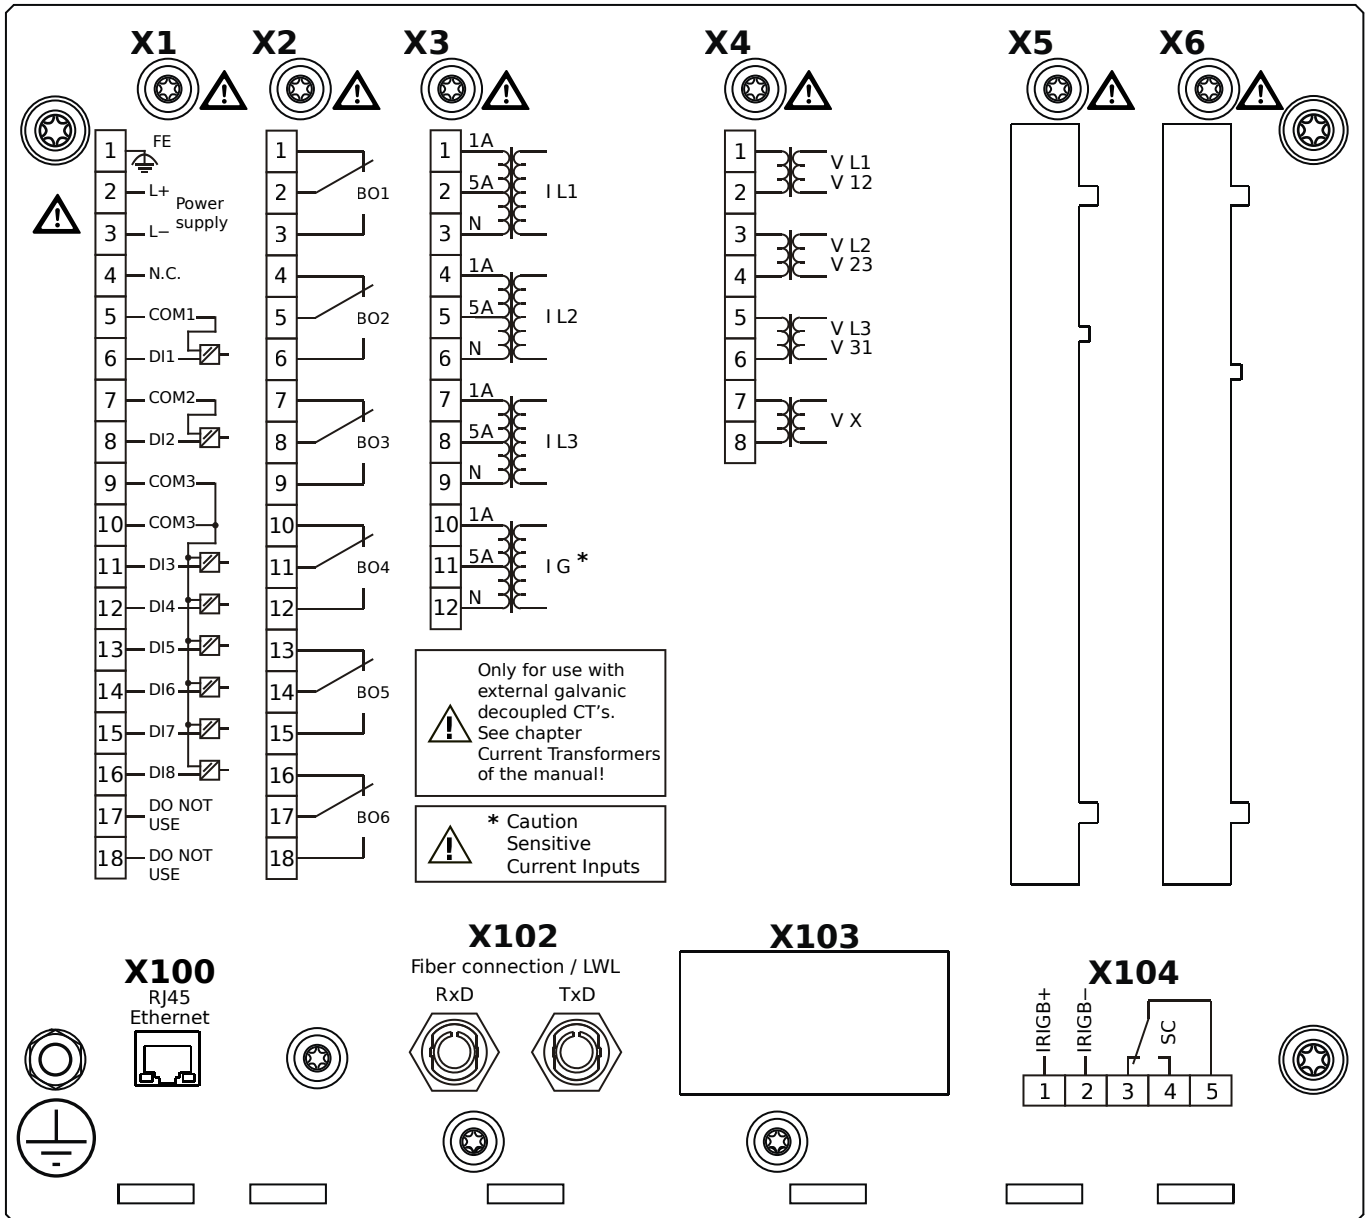 X1
X2
X3
X4
X5
X6
1 FE
2 L+
Power
supply
3 L−
4 N.C.
5 COM1
6 DI1
7 COM2
8 DI2
9 COM3
10 COM3
11 DI3
12 DI4
13 DI5
14 DI6
15 DI7
16 DI8
17 DO NOT
USE
18 DO NOT
USE
1
2 BO1
3
4
5 BO2
6
7
8 BO3
9
10
11 BO4
12
13
14 BO5
15
16
17 BO6
18
1 1A
2 5A I L1
3 N
4 1A
5 5A I L2
6 N
7 1A
8 5A I L3
9 N
10 1A
11 5A I G *
12 N
Only for use with
external galvanic
decoupled CT's.
See chapter
Current Transformers
of the manual!
* Caution
Sensitive
Current Inputs
1 V L1
2 V 12
3 V L2
4 V 23
5 V L3
6 V 31
7 V X
8
X100
RJ45
Ethernet
X102
Fiber connection / LWL
RxD TxD
X103
X104
IRIGB+
IRIGB−
SC
1 2 3 4 5